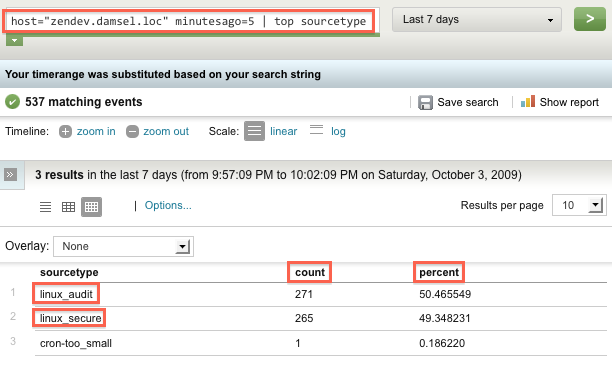 host="zendev.damsel.loc" minutesago=5 | top sourcetype
Last 7 days
>
Your timerange was substituted based on your search string
537 matching events
Save search
Show report
Timeline: zoom in zoom out Scale: linear log
»
3 results in the last 7 days (from 9:57:09 PM to 10:02:09 PM on Saturday, October 3, 2009)
| Options...
Results per page 10
Overlay: None
sourcetype count percent
1 linux_audit 271 50.465549
2 linux_secure 265 49.348231
3 cron-too_small 1 0.186220